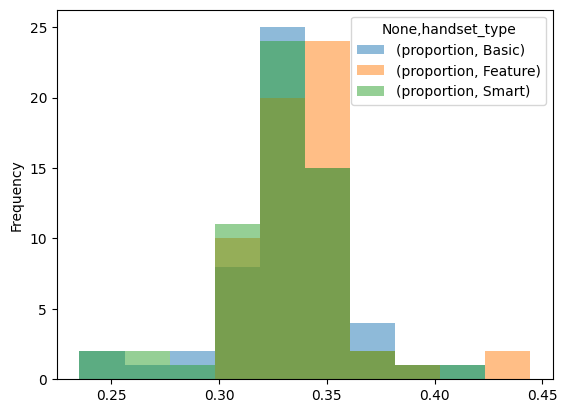 None,handset_type
(proportion, Basic)
(proportion, Feature)
(proportion, Smart)
Frequency
25
20
15
10
5
0
0.25 0.30 0.35 0.40 0.45